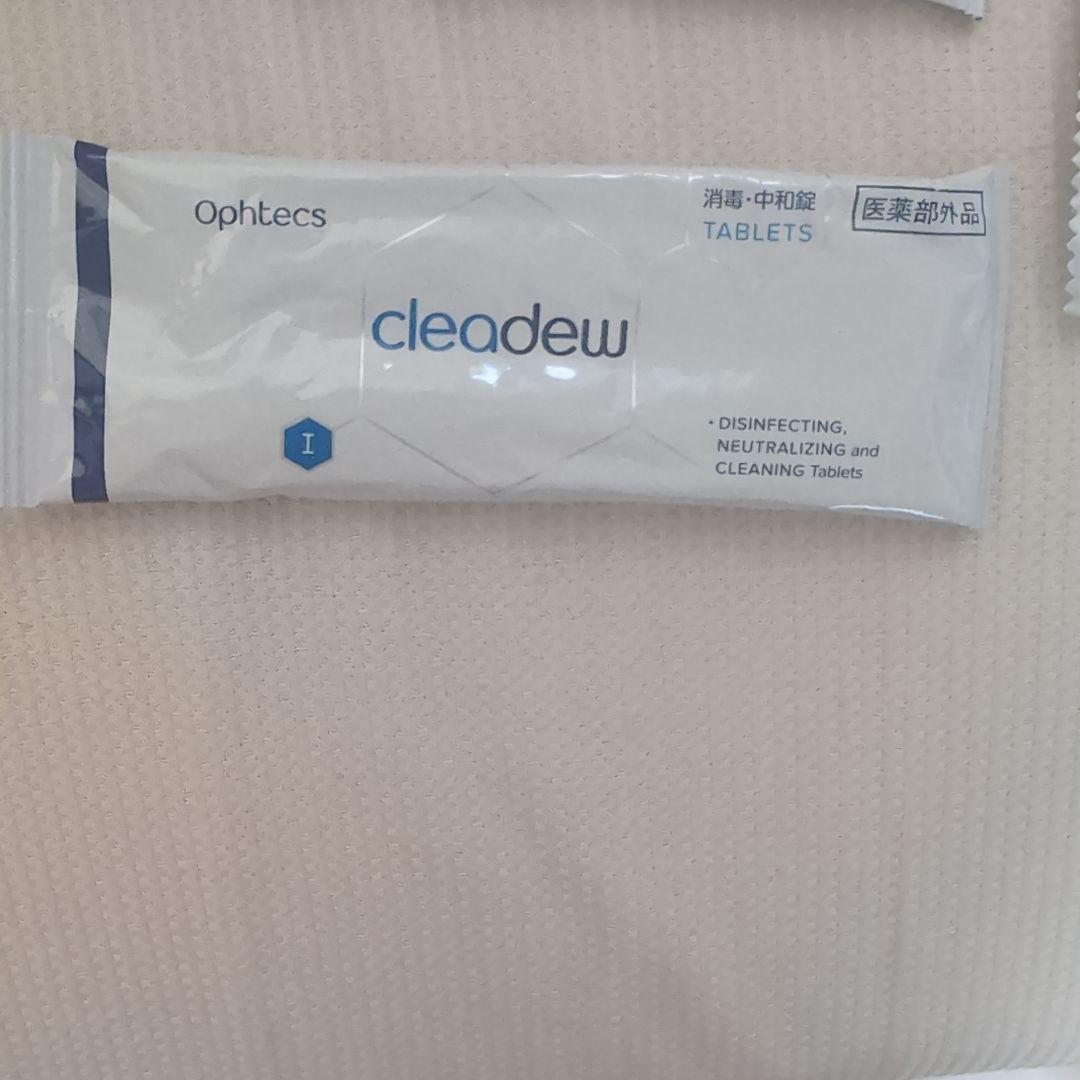 Ophtecs
消毒・中和錠
TABLETS
医薬部外品
cleadew
I
・DISINFECTING,
NEUTRALIZING and
CLEANING Tablets